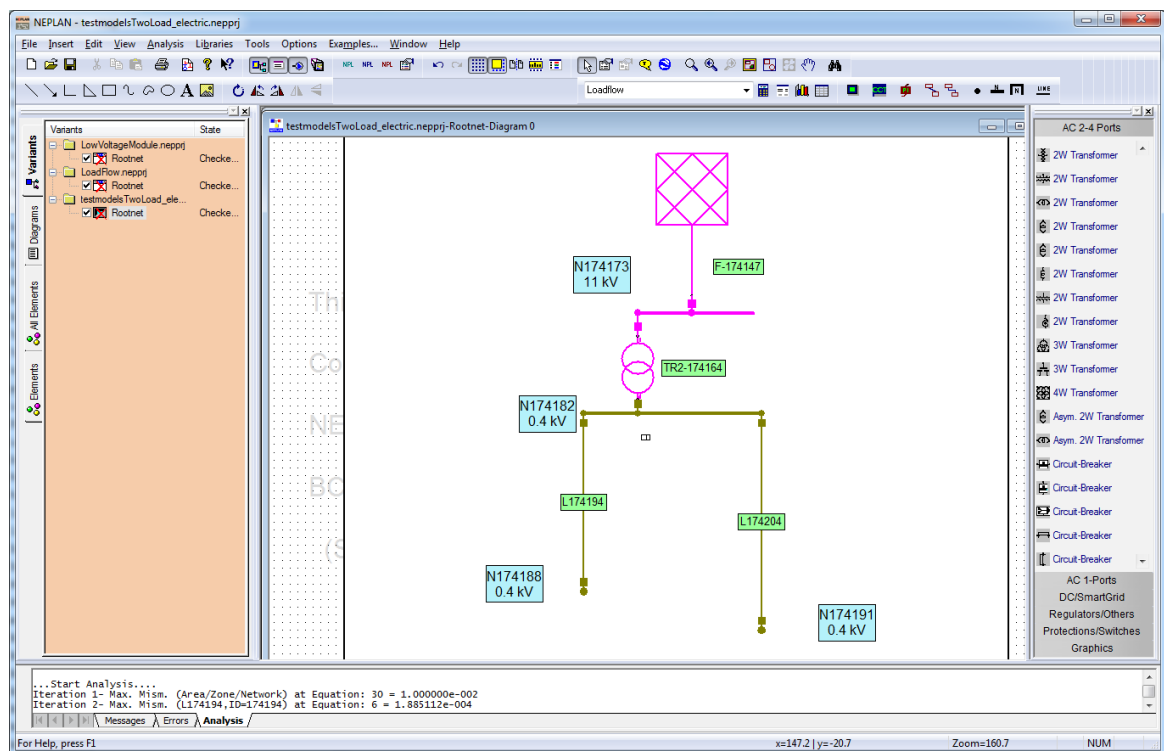 NEPLAN - testmodelsTwoLoad_electric.nepprj
File Insert Edit View Analysis Libraries Tools Options Examples... Window Help
NPL NPL NPL
A Loadflow N LIKE
Variants
Diagrams
All Elements
Elements
Variants State
LowVoltageModule.nepprj
Rootnet Checke...
LoadFlow.nepprj
Rootnet Checke...
testmodelsTwoLoad_ele...
Rootnet Checke...
testmodelsTwoLoad_electric.nepprj-Rootnet-Diagram 0
N174173
11 kV
F-174147
TR2-174164
N174182
0.4 kV
L174194
L174204
N174188
0.4 kV
N174191
0.4 kV
Th
Co
NE
BO
(S
AC 2-4 Ports
2W Transformer
2W Transformer
2W Transformer
2W Transformer
2W Transformer
2W Transformer
2W Transformer
2W Transformer
3W Transformer
3W Transformer
4W Transformer
Asym. 2W Transformer
Asym. 2W Transformer
Circuit-Breaker
Circuit-Breaker
Circuit-Breaker
Circuit-Breaker
Circuit-Breaker
AC 1-Ports
DC/SmartGrid
Regulators/Others
Protections/Switches
Graphics
...Start Analysis....
Iteration 1- Max. Mism. (Area/Zone/Network) at Equation: 30 = 1.000000e-002
Iteration 2- Max. Mism. (L174194,ID=174194) at Equation: 6 = 1.885112e-004
Messages Errors Analysis
For Help, press F1 x=147.2 | y=-20.7 Zoom=160.7 NUM